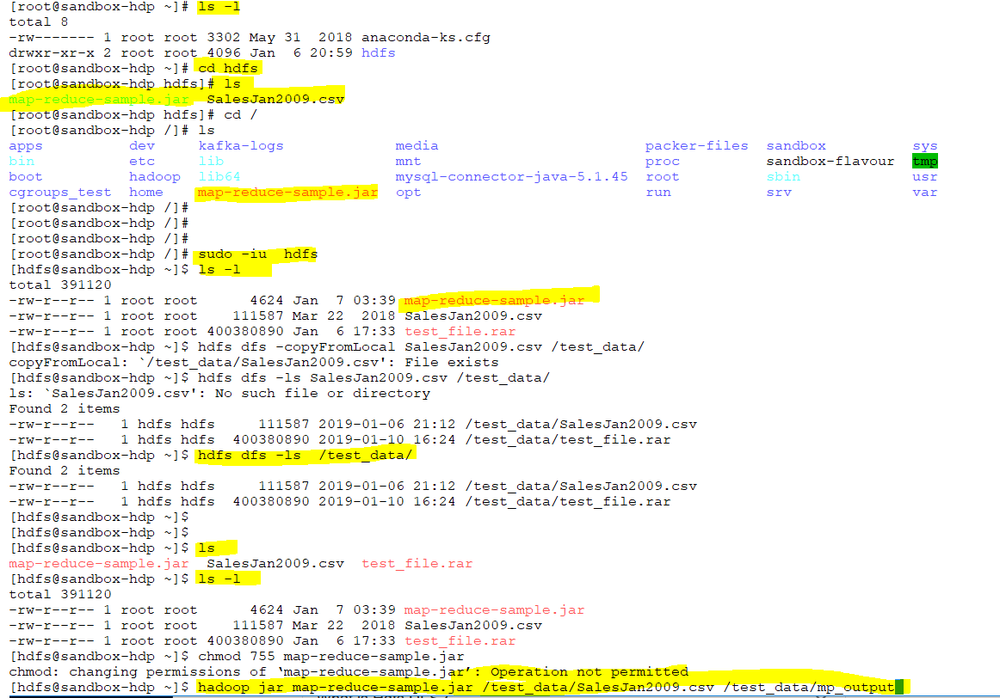 [root@sandbox-hdp ~]# ls -l
total 8
-rw------- 1 root root 3302 May 31  2018 anaconda-ks.cfg
drwxr-xr-x 2 root root 4096 Jan  6 20:59 hdfs
[root@sandbox-hdp ~]# cd hdfs
[root@sandbox-hdp hdfs]# ls
map-reduce-sample.jar  SalesJan2009.csv
[root@sandbox-hdp hdfs]# cd /
[root@sandbox-hdp /]# ls
apps          dev     kafka-logs             media                        packer-files  sandbox         sys
bin           etc     lib                    mnt                          proc          sandbox-flavour  tmp
boot          hadoop  lib64                  mysql-connector-java-5.1.45  root          sbin            usr
cgroups_test  home    map-reduce-sample.jar  opt                          run           srv             var
[root@sandbox-hdp /]#
[root@sandbox-hdp /]#
[root@sandbox-hdp /]#
[root@sandbox-hdp /]# sudo -iu  hdfs
[hdfs@sandbox-hdp ~]$ ls -l
total 391120
-rw-r--r-- 1 root root      4624 Jan  7 03:39 map-reduce-sample.jar
-rw-r--r-- 1 root root    111587 Mar 22  2018 SalesJan2009.csv
-rw-r--r-- 1 root root 400380890 Jan  6 17:33 test_file.rar
[hdfs@sandbox-hdp ~]$ hdfs dfs -copyFromLocal SalesJan2009.csv /test_data/
copyFromLocal: `/test_data/SalesJan2009.csv': File exists
[hdfs@sandbox-hdp ~]$ hdfs dfs -ls SalesJan2009.csv /test_data/
ls: `SalesJan2009.csv': No such file or directory
Found 2 items
-rw-r--r--   1 hdfs hdfs     111587 2019-01-06 21:12 /test_data/SalesJan2009.csv
-rw-r--r--   1 hdfs hdfs  400380890 2019-01-10 16:24 /test_data/test_file.rar
[hdfs@sandbox-hdp ~]$ hdfs dfs -ls  /test_data/
Found 2 items
-rw-r--r--   1 hdfs hdfs     111587 2019-01-06 21:12 /test_data/SalesJan2009.csv
-rw-r--r--   1 hdfs hdfs  400380890 2019-01-10 16:24 /test_data/test_file.rar
[hdfs@sandbox-hdp ~]$
[hdfs@sandbox-hdp ~]$
[hdfs@sandbox-hdp ~]$ ls
map-reduce-sample.jar  SalesJan2009.csv  test_file.rar
[hdfs@sandbox-hdp ~]$ ls -l
total 391120
-rw-r--r-- 1 root root      4624 Jan  7 03:39 map-reduce-sample.jar
-rw-r--r-- 1 root root    111587 Mar 22  2018 SalesJan2009.csv
-rw-r--r-- 1 root root 400380890 Jan  6 17:33 test_file.rar
[hdfs@sandbox-hdp ~]$ chmod 755 map-reduce-sample.jar
chmod: changing permissions of ‘map-reduce-sample.jar’: Operation not permitted
[hdfs@sandbox-hdp ~]$ hadoop jar map-reduce-sample.jar /test_data/SalesJan2009.csv /test_data/mp_output